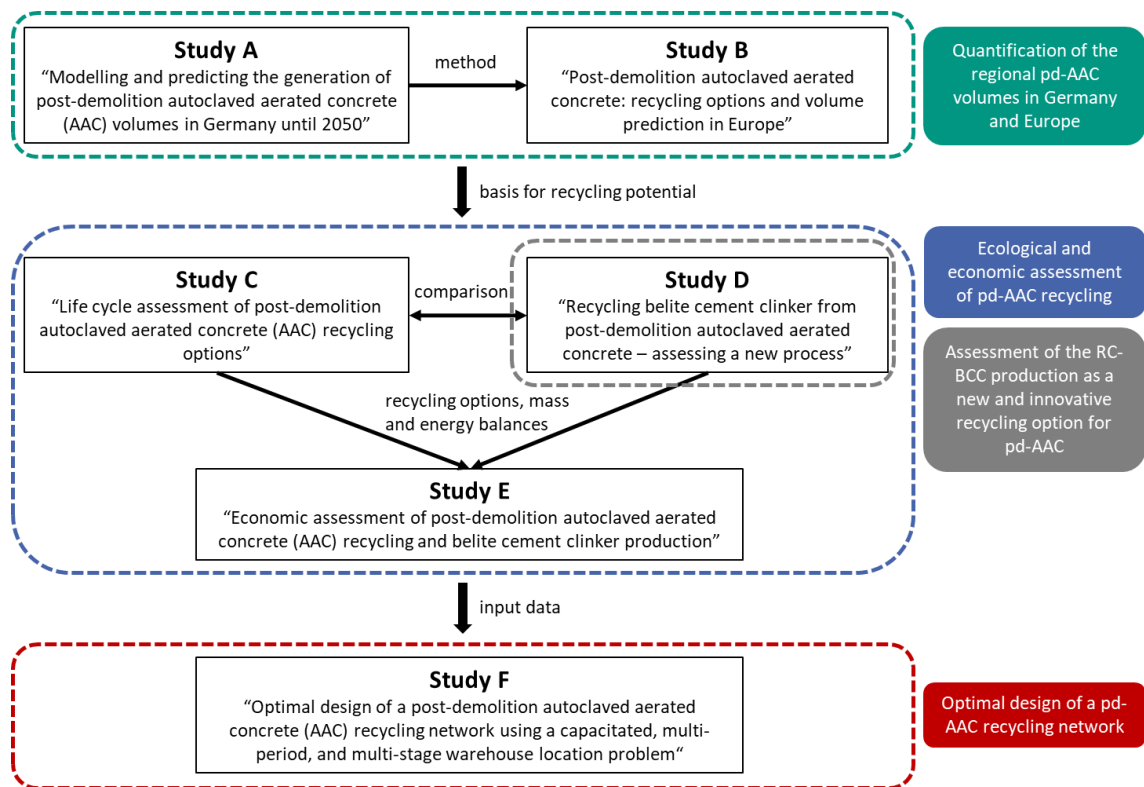 Study A
“Modelling and predicting the generation of
post-demolition autoclaved aerated concrete
(AAC) volumes in Germany until 2050”
method
Study B
“Post-demolition autoclaved aerated
concrete: recycling options and volume
prediction in Europe”
Quantification of the
regional pd-AAC
volumes in Germany
and Europe
basis for recycling potential
Study C
“Life cycle assessment of post-demolition
autoclaved aerated concrete (AAC) recycling
options”
comparison
Study D
“Recycling belite cement clinker from
post-demolition autoclaved aerated
concrete – assessing a new process”
Ecological and
economic assessment
of pd-AAC recycling
Assessment of the RC-
BCC production as a
new and innovative
recycling option for
pd-AAC
recycling options, mass
and energy balances
Study E
“Economic assessment of post-demolition autoclaved aerated
concrete (AAC) recycling and belite cement clinker production”
input data
Study F
“Optimal design of a post-demolition autoclaved aerated
concrete (AAC) recycling network using a capacitated, multi-
period, and multi-stage warehouse location problem“
Optimal design of a pd-
AAC recycling network